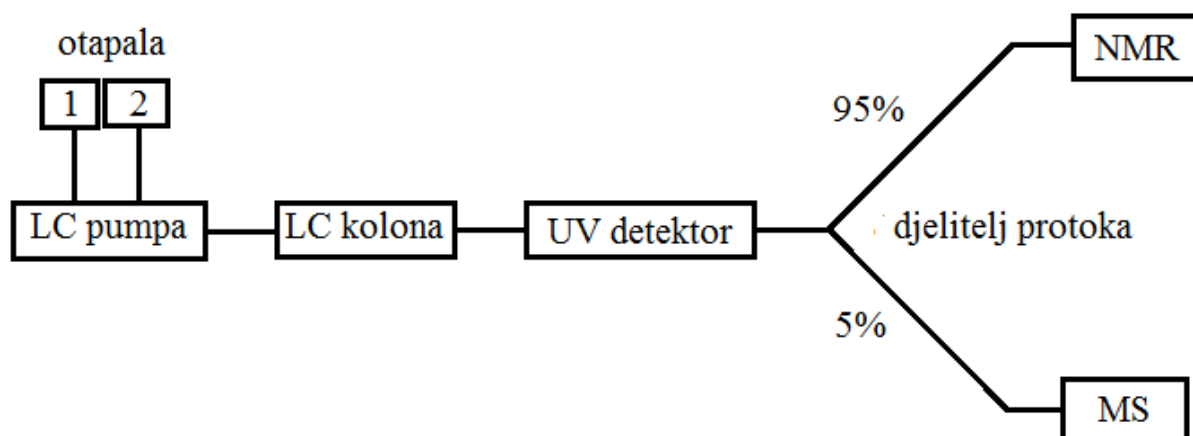 otapala
1 2
LC pumpa
LC kolona
UV detektor
95%
NMR
djelitelj protoka
5%
MS